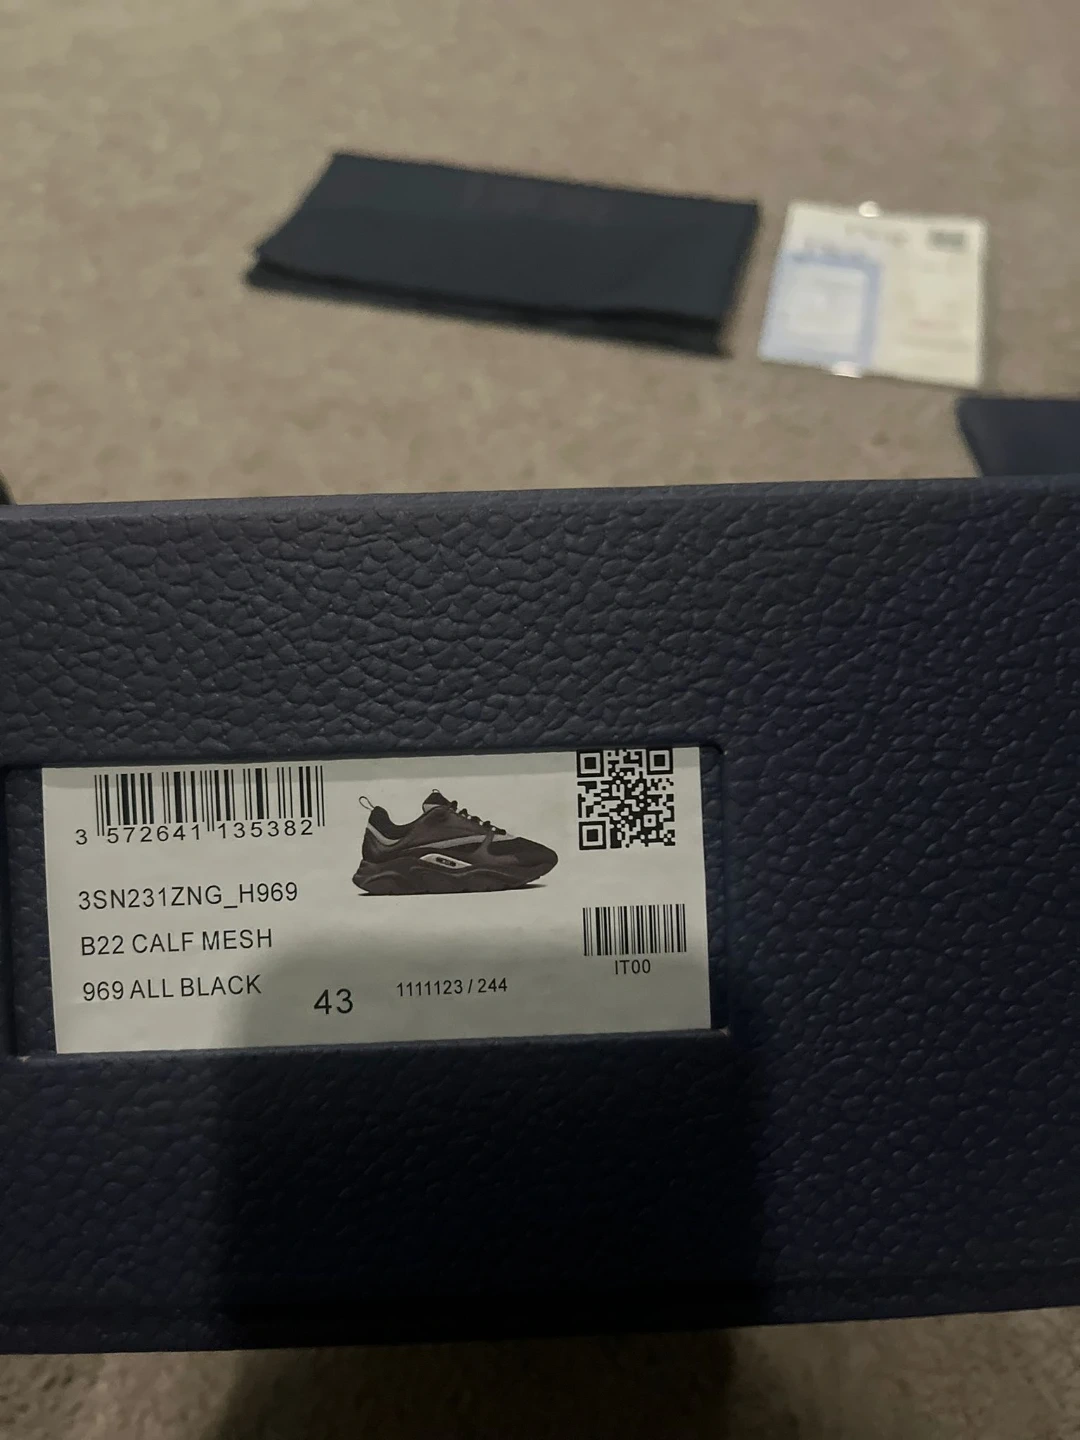 3 572641 135382
3SN231ZNG_H969
B22 CALF MESH
969 ALL BLACK
43
1111123 / 244
IT00